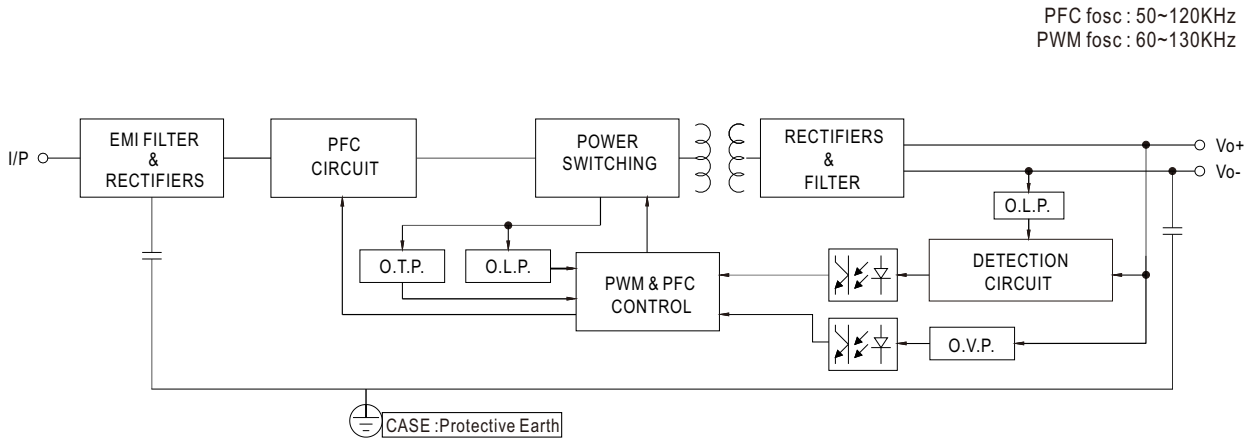 PFC fosc : 50~120KHz
PWM fosc : 60~130KHz
I/P
EMI FILTER
&
RECTIFIERS
PFC
CIRCUIT
POWER
SWITCHING
RECTIFIERS
&
FILTER
Vo+
Vo-
O.L.P.
O.T.P.
O.L.P.
PWM & PFC
CONTROL
DETECTION
CIRCUIT
O.V.P.
CASE :Protective Earth